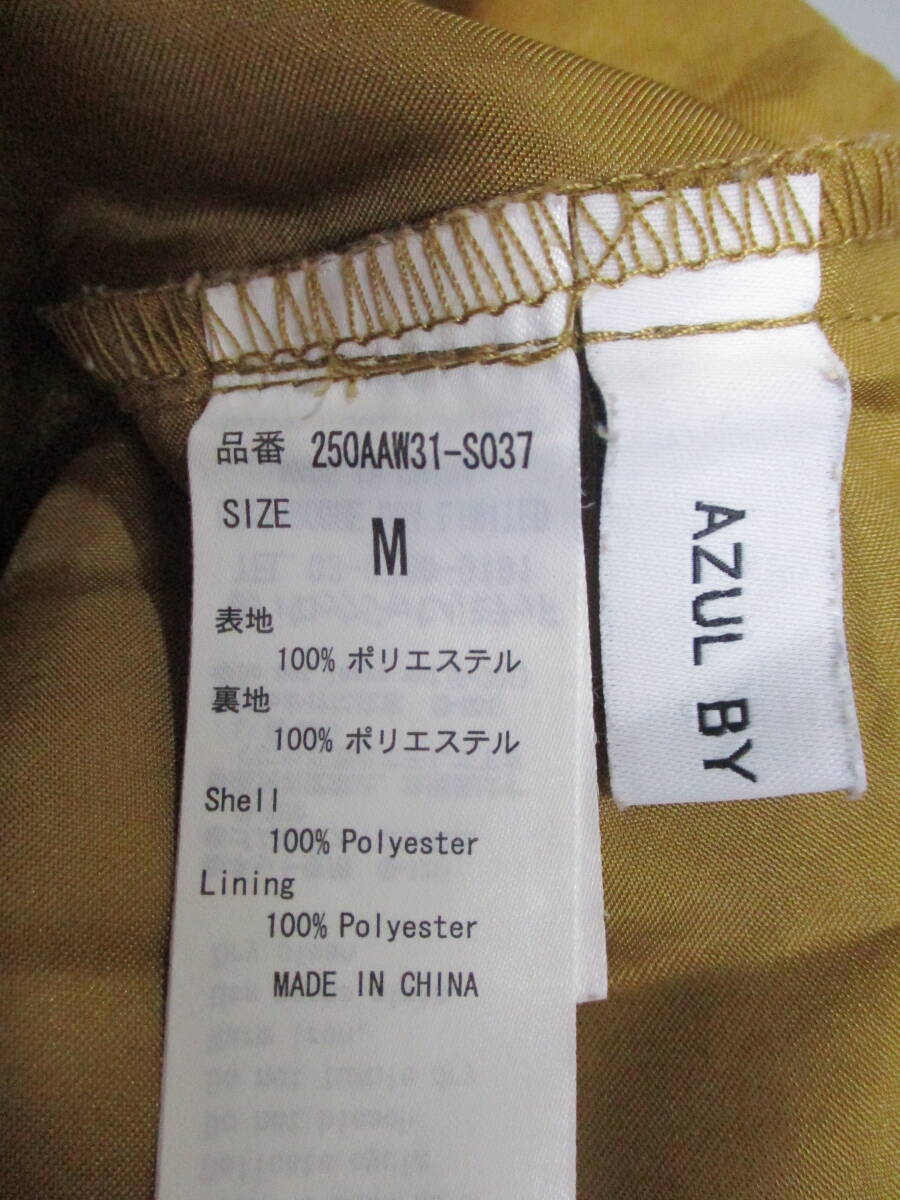 品番 250AAW31-S037
SIZE
M
表地
100% ポリエステル
裏地
100% ポリエステル
Shell
100% Polyester
Lining
100% Polyester
MADE IN CHINA
AZUL BY